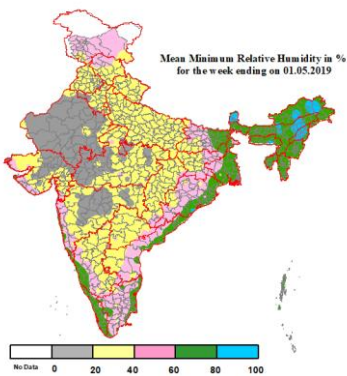 Mean Minimum Relative Humidity in %
for the week ending on 01.05.2019
No Data 0 20 40 60 80 100